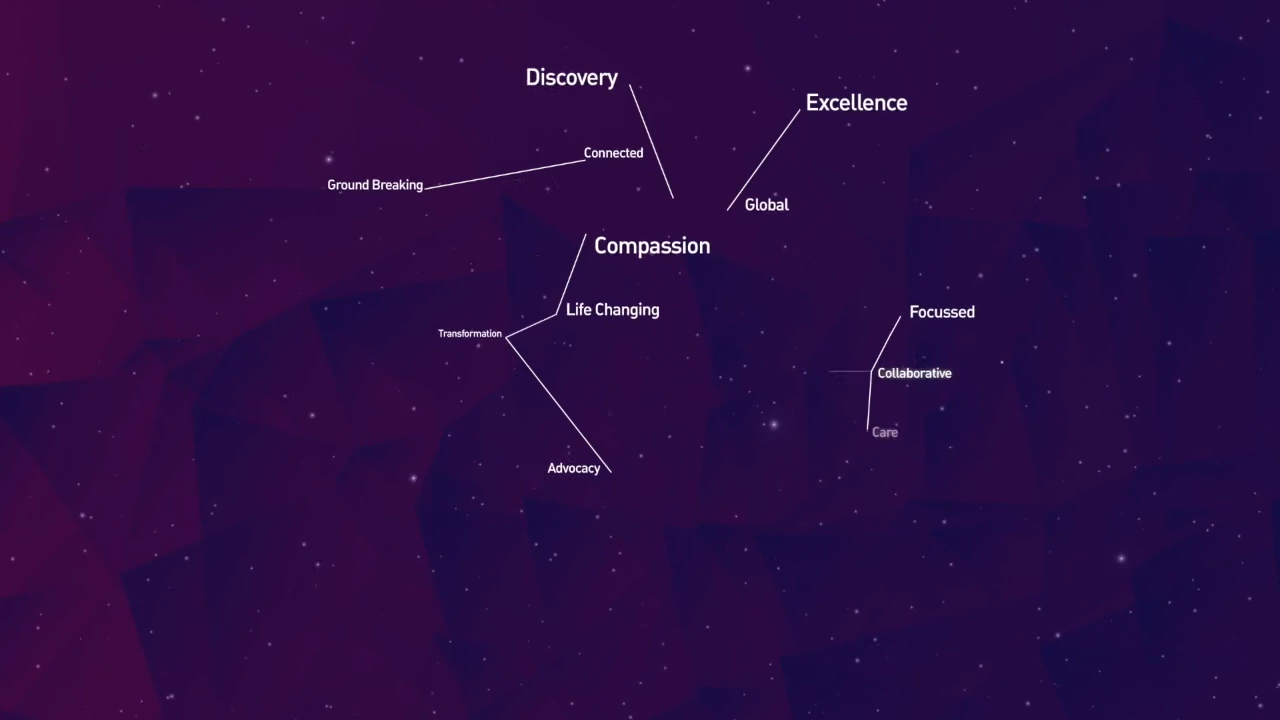 Discovery
Excellence
Connected
Ground Breaking
Global
Compassion
Life Changing
Focussed
Transformation
Collaborative
Care
Advocacy